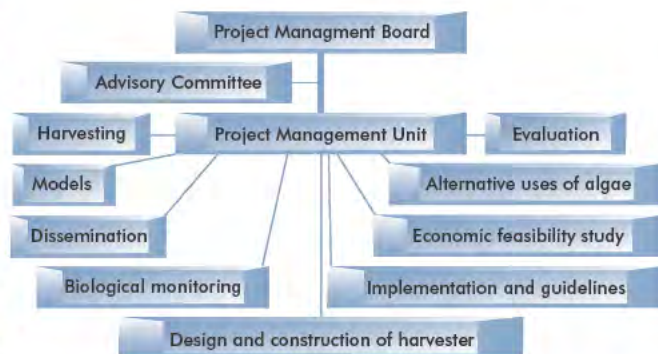 Project Managment Board
Advisory Committee
Harvesting
Project Management Unit
Evaluation
Models
Alternative uses of algae
Dissemination
Economic feasibility study
Biological monitoring
Implementation and guidelines
Design and construction of harvester